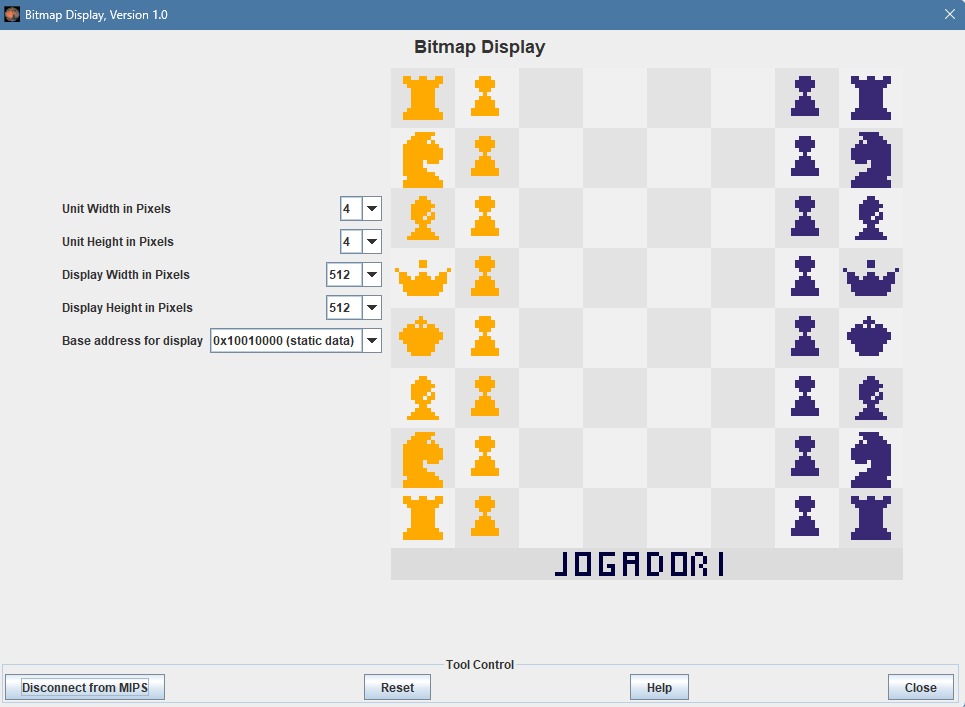 Bitmap Display, Version 1.0
Bitmap Display
Unit Width in Pixels 4
Unit Height in Pixels 4
Display Width in Pixels 512
Display Height in Pixels 512
Base address for display 0x10010000 (static data)
JOGADOR I
Tool Control
Disconnect from MIPS Reset Help Close